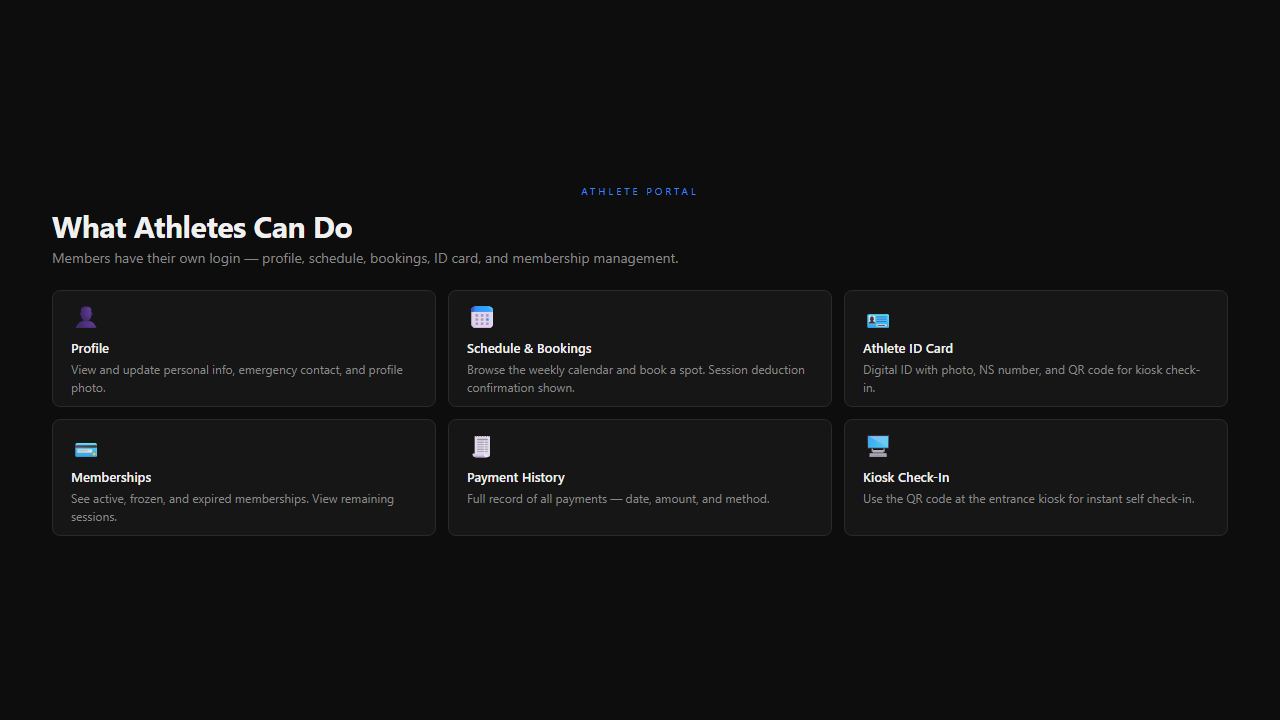 ATHLETE PORTAL
What Athletes Can Do
Members have their own login — profile, schedule, bookings, ID card, and membership management.
Profile
View and update personal info, emergency contact, and profile
photo.
Schedule & Bookings
Browse the weekly calendar and book a spot. Session deduction
confirmation shown.
Athlete ID Card
Digital ID with photo, NS number, and QR code for kiosk check-
in.
Memberships
See active, frozen, and expired memberships. View remaining
sessions.
Payment History
Full record of all payments — date, amount, and method.
Kiosk Check-In
Use the QR code at the entrance kiosk for instant self check-in.